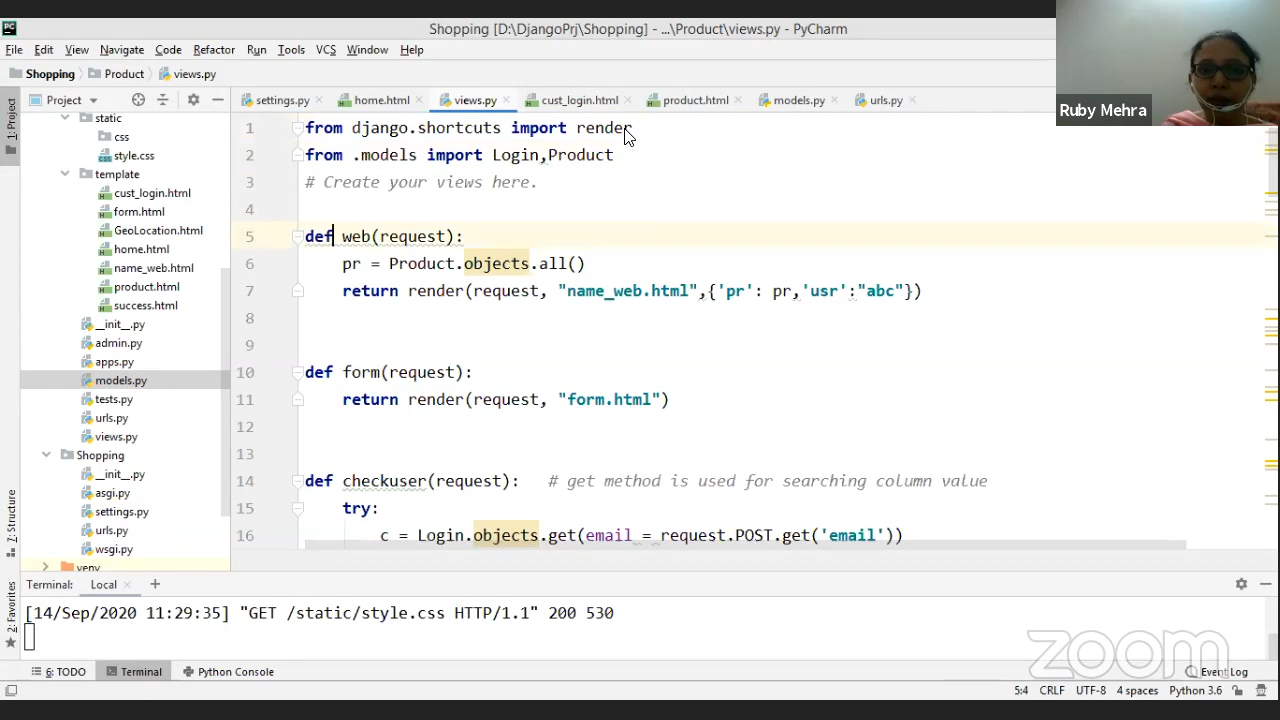 Shopping [D:\DjangoPrj\Shopping] - ...\Product\views.py - PyCharm
File Edit View Navigate Code Refactor Run Tools VCS Window Help
Ruby Mehra
Shopping Product views.py
1: Project
Project
settings.py home.html views.py cust_login.html product.html models.py urls.py
static
css
style.css
template
cust_login.html
form.html
GeoLocation.html
home.html
name_web.html
product.html
success.html
__init__.py
admin.py
apps.py
models.py
tests.py
urls.py
views.py
Shopping
__init__.py
asgi.py
settings.py
urls.py
wsgi.py
venv
1 from django.shortcuts import render
2 from .models import Login,Product
3 # Create your views here.
4
5 def web(request):
6 pr = Product.objects.all()
7 return render(request, "name_web.html",{'pr': pr,'usr':"abc"})
8
9
10 def form(request):
11 return render(request, "form.html")
12
13
14 def checkuser(request): # get method is used for searching column value
15 try:
16 c = Login.objects.get(email = request.POST.get('email'))
Z: Structure
2: Favorites
Terminal: Local +
[14/Sep/2020 11:29:35] "GET /static/style.css HTTP/1.1" 200 530
zoom
6: TODO Terminal Python Console Event Log
5:4 CRLF UTF-8 4 spaces Python 3.6